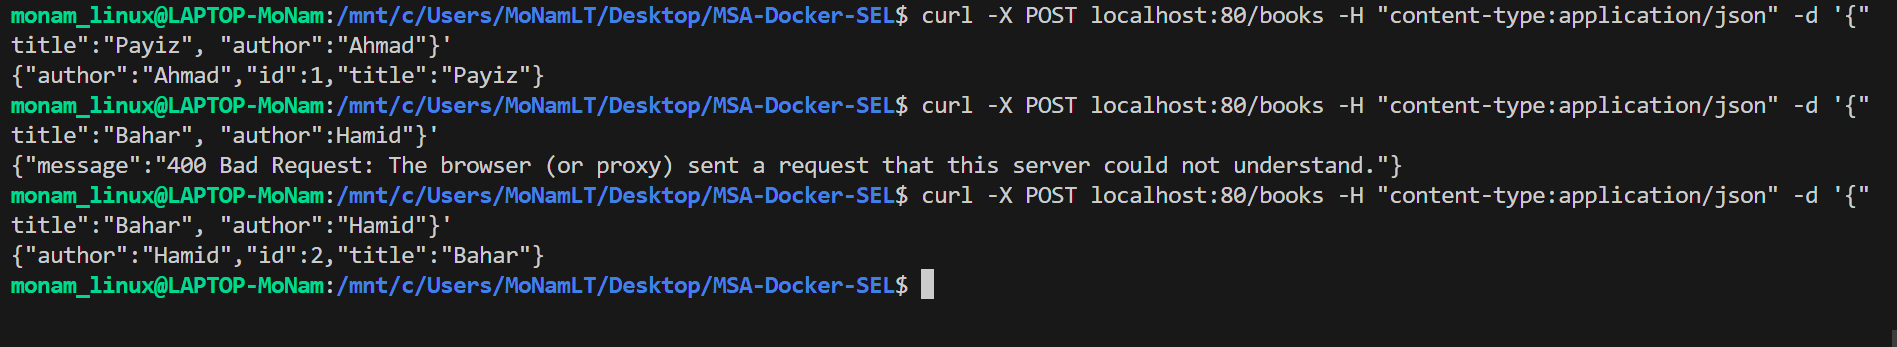 monam_linux@LAPTOP-MoNam:/mnt/c/Users/MoNamLT/Desktop/MSA-Docker-SEL$ curl -X POST localhost:80/books -H "content-type:application/json" -d '{"
title":"Payiz", "author":"Ahmad"}'
{"author":"Ahmad","id":1,"title":"Payiz"}
monam_linux@LAPTOP-MoNam:/mnt/c/Users/MoNamLT/Desktop/MSA-Docker-SEL$ curl -X POST localhost:80/books -H "content-type:application/json" -d '{"
title":"Bahar", "author":Hamid"}'
{"message":"400 Bad Request: The browser (or proxy) sent a request that this server could not understand."}
monam_linux@LAPTOP-MoNam:/mnt/c/Users/MoNamLT/Desktop/MSA-Docker-SEL$ curl -X POST localhost:80/books -H "content-type:application/json" -d '{"
title":"Bahar", "author":"Hamid"}'
{"author":"Hamid","id":2,"title":"Bahar"}
monam_linux@LAPTOP-MoNam:/mnt/c/Users/MoNamLT/Desktop/MSA-Docker-SEL$